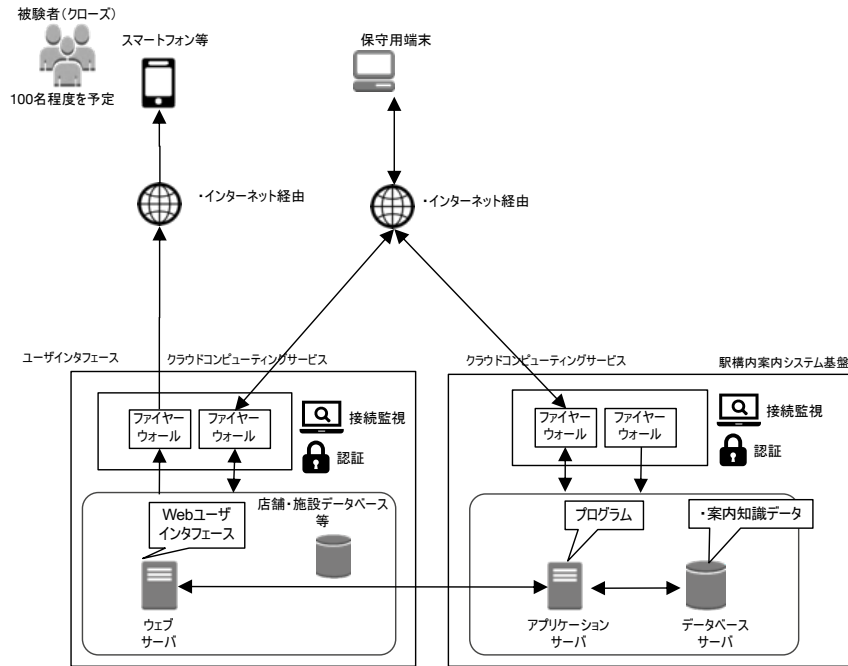 被験者(クローズ)
スマートフォン等
保守用端末
100名程度を予定
・インターネット経由
・インターネット経由
ユーザインタフェース
クラウドコンピューティングサービス
クラウドコンピューティングサービス
駅構内案内システム基盤
ファイヤー
ウォール
ファイヤー
ウォール
接続監視
認証
ファイヤー
ウォール
ファイヤー
ウォール
接続監視
認証
Webユーザ
インタフェース
店舗・施設データベース
等
プログラム
・案内知識データ
ウェブ
サーバ
アプリケーション
サーバ
データベース
サーバ